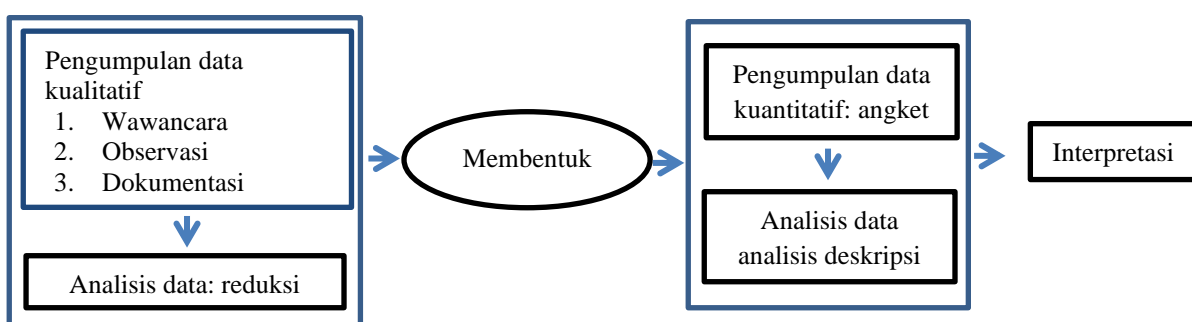 Pengumpulan data
kualitatif
1. Wawancara
2. Observasi
3. Dokumentasi
Analisis data: reduksi
Membentuk
Pengumpulan data
kuantitatif: angket
Analisis data
analisis deskripsi
Interpretasi